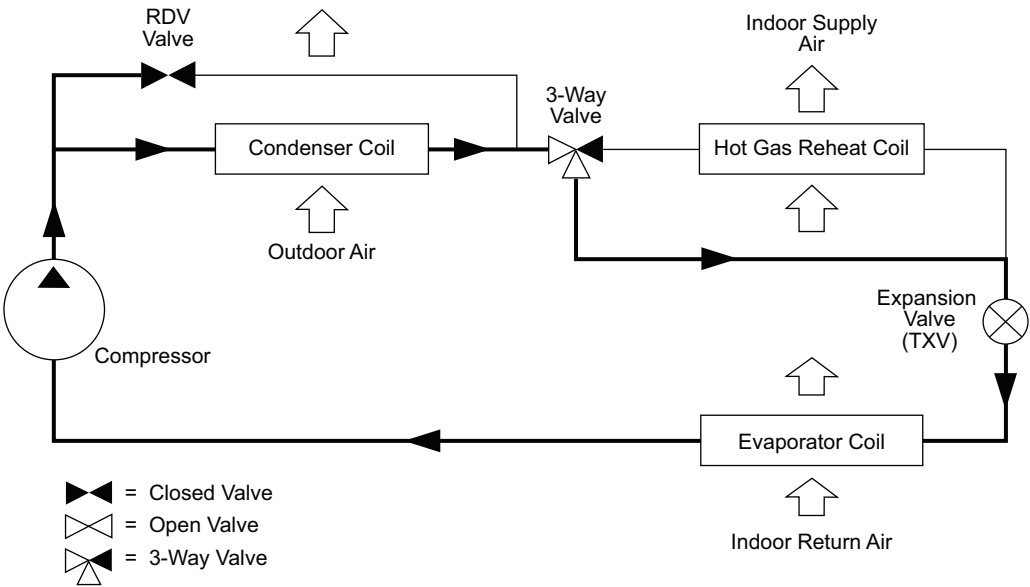 RDV
Valve
Indoor Supply
Air
3-Way
Valve
Condenser Coil
Hot Gas Reheat Coil
Outdoor Air
Expansion
Valve
(TXV)
Compressor
Evaporator Coil
= Closed Valve
= Open Valve
= 3-Way Valve
Indoor Return Air